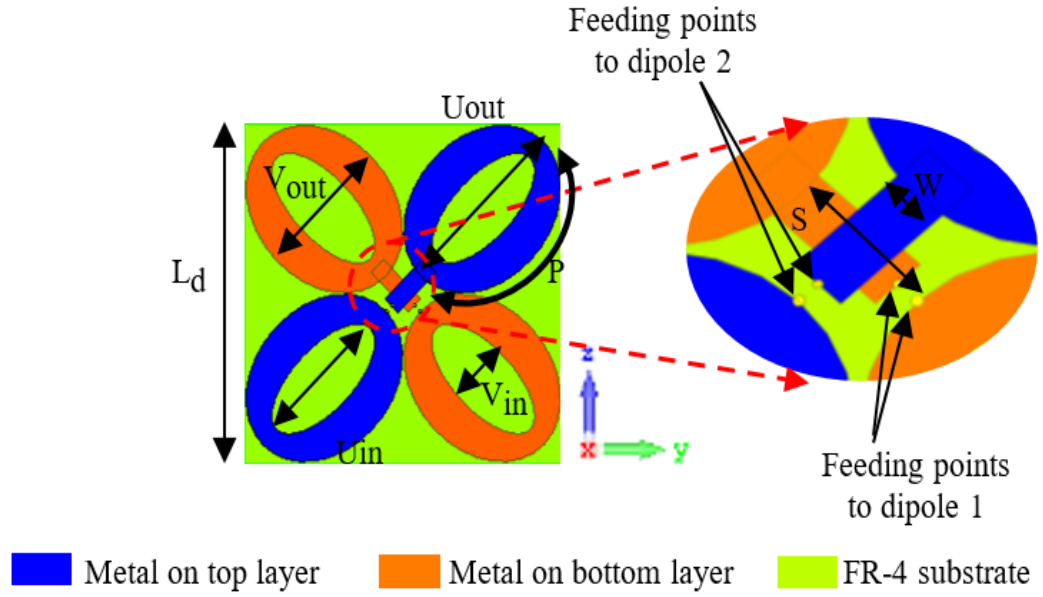 Feeding points
to dipole 2
Uout
Vout
W
S
Ld
P
z
Vin
x
y
Uin
Feeding points
to dipole 1
Metal on top layer
Metal on bottom layer
FR-4 substrate